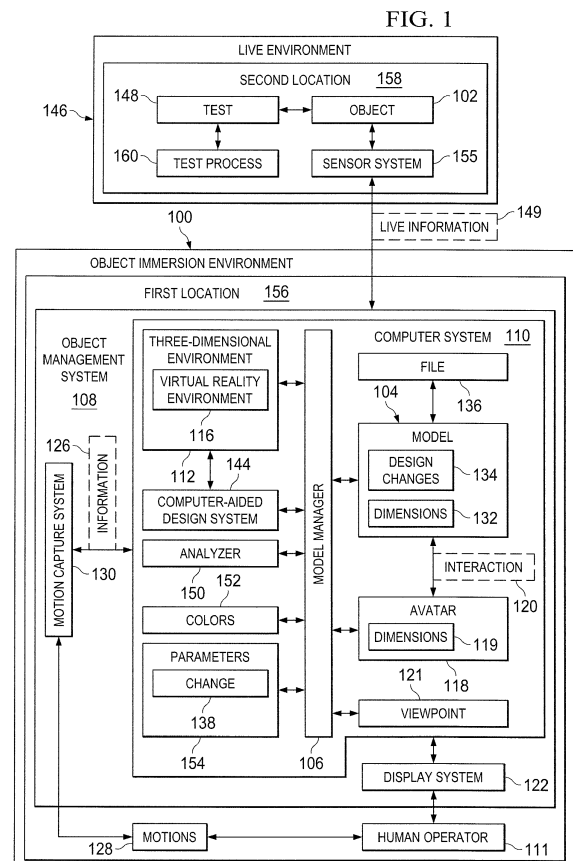 FIG. 1
LIVE ENVIRONMENT
SECOND LOCATION 158
146
148
TEST
OBJECT
102
160
TEST PROCESS
SENSOR SYSTEM
155
149
LIVE INFORMATION
100
OBJECT IMMERSION ENVIRONMENT
FIRST LOCATION 156
OBJECT
MANAGEMENT
SYSTEM
108
THREE-DIMENSIONAL
ENVIRONMENT
VIRTUAL REALITY
ENVIRONMENT
116
112
144
COMPUTER-AIDED
DESIGN SYSTEM
ANALYZER
150
152
COLORS
PARAMETERS
CHANGE
138
154
MODEL MANAGER
106
COMPUTER SYSTEM 110
FILE
136
104
MODEL
DESIGN
CHANGES
134
DIMENSIONS
132
INTERACTION
120
AVATAR
DIMENSIONS
119
118
121
VIEWPOINT
126
INFORMATION
MOTION CAPTURE SYSTEM
130
DISPLAY SYSTEM
122
128
MOTIONS
HUMAN OPERATOR
111